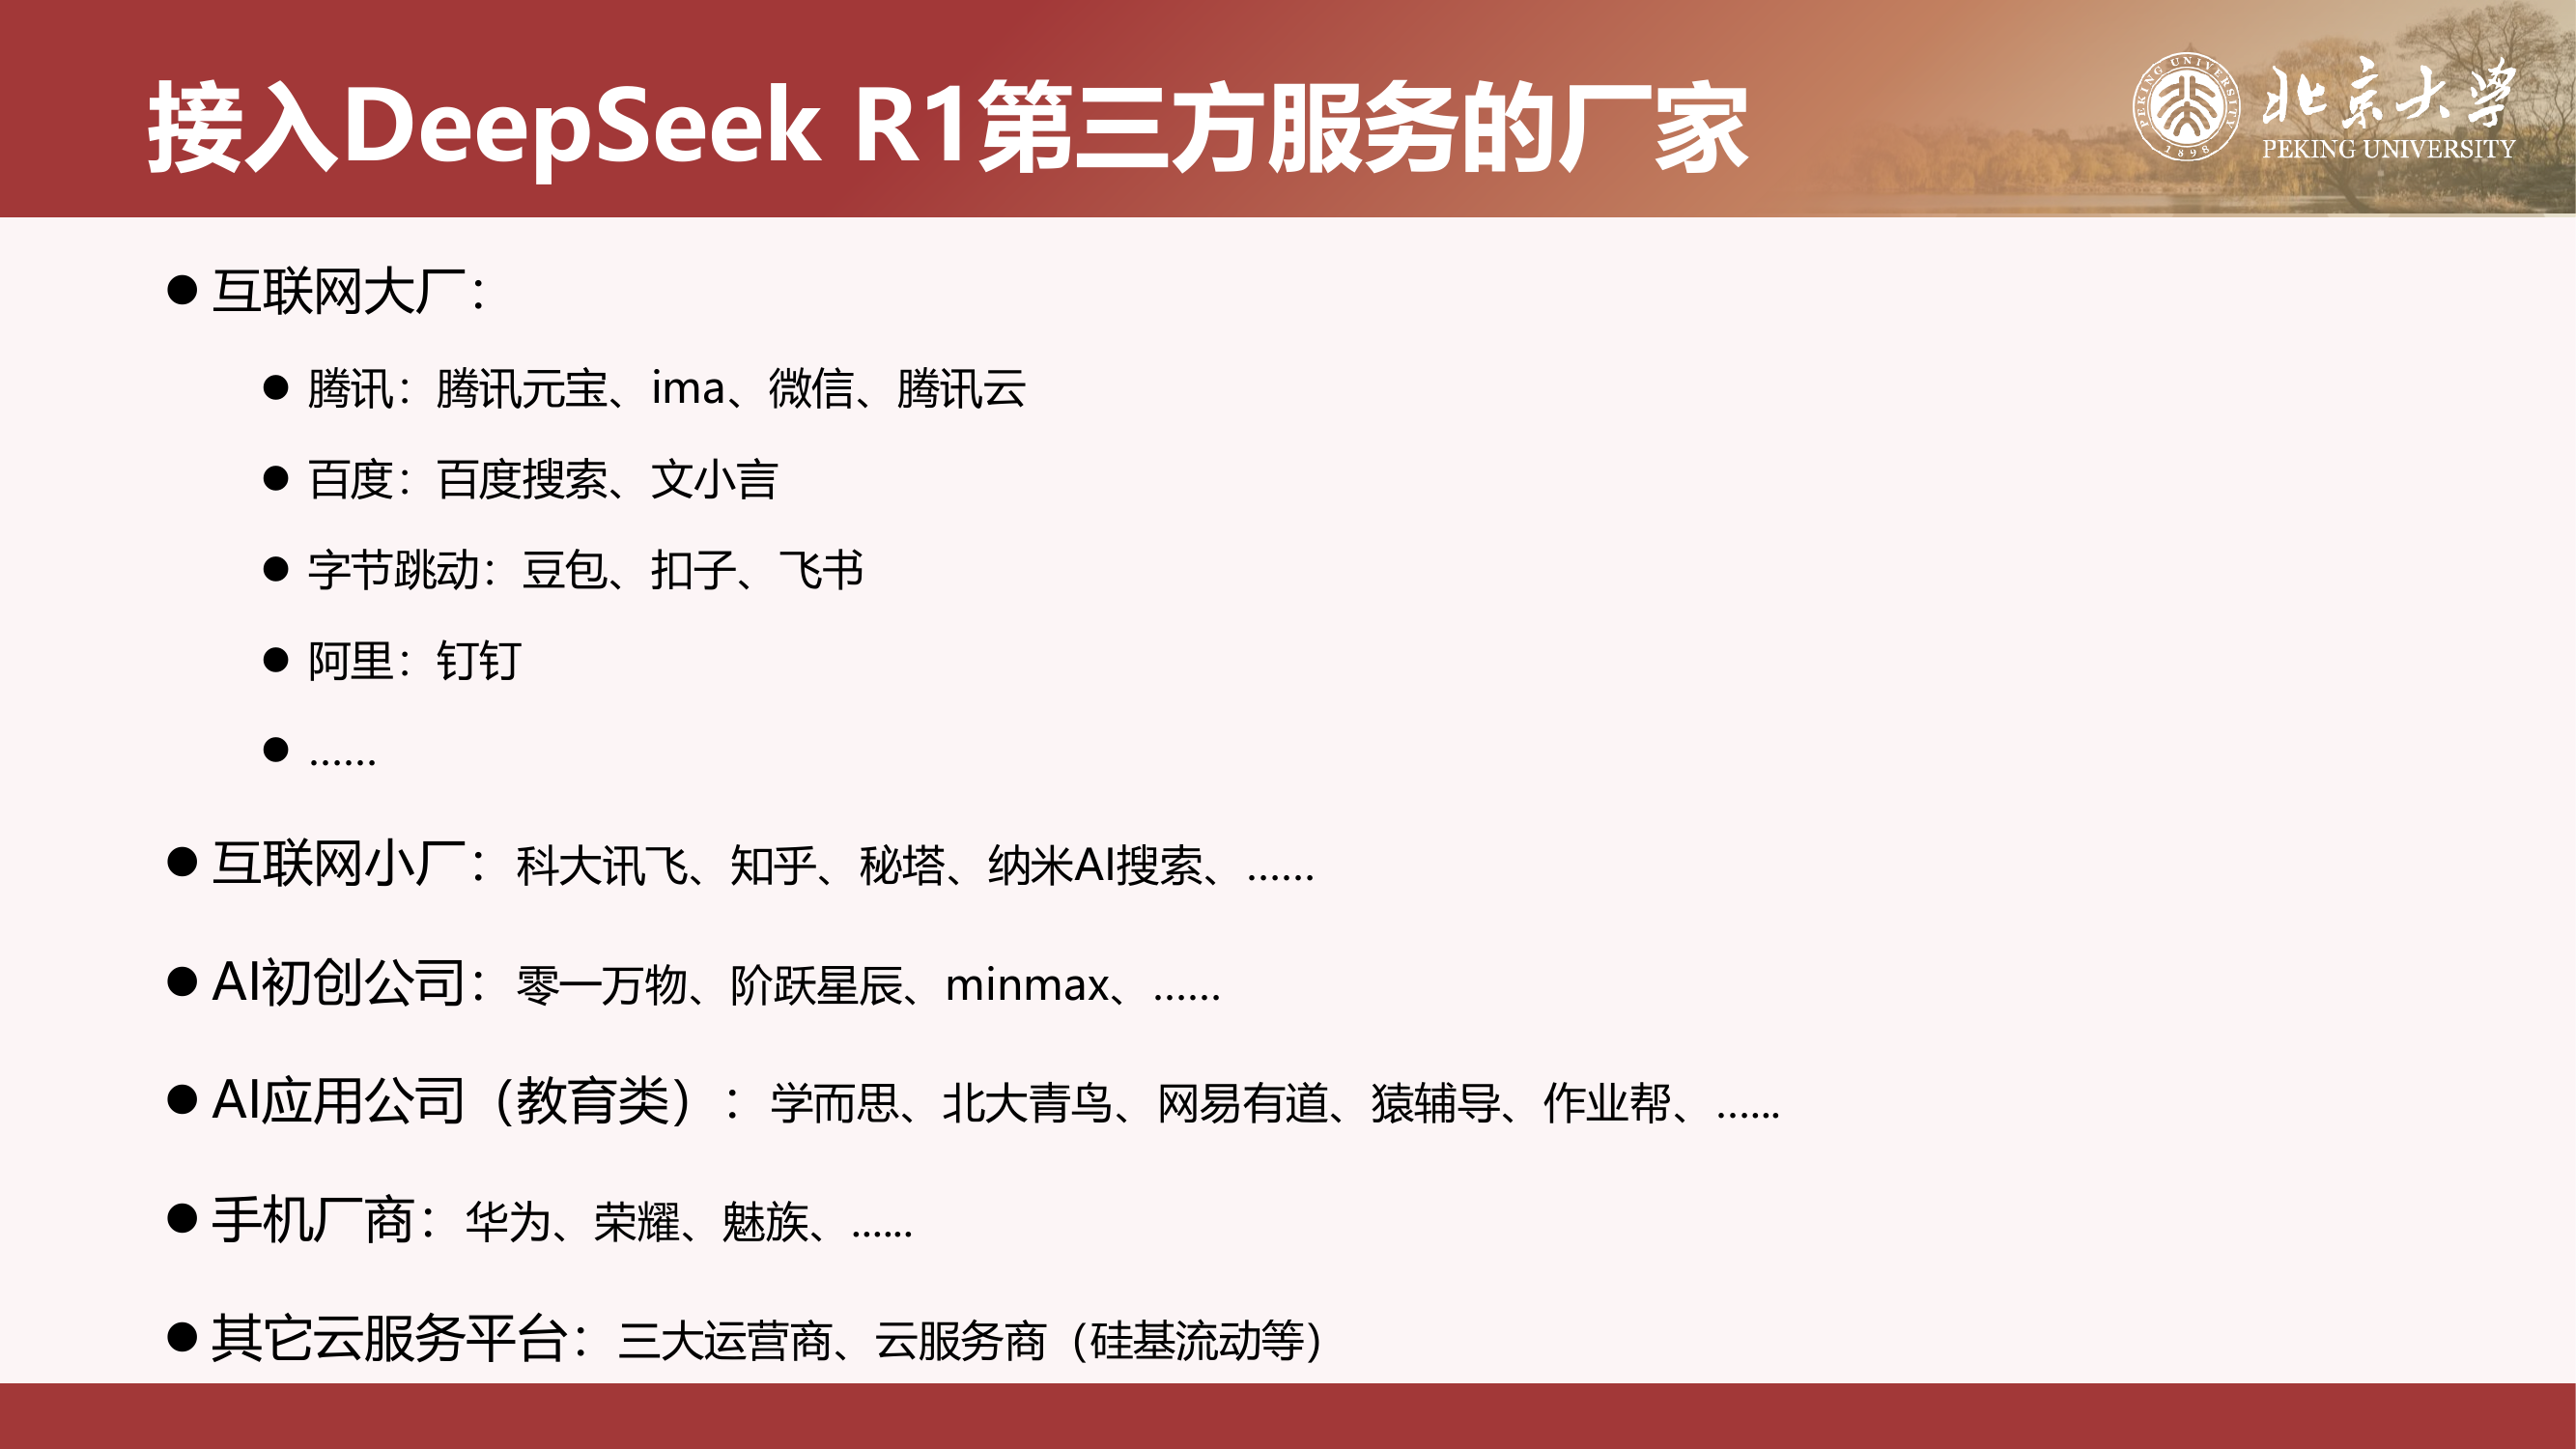 接入DeepSeek R1第三方服务的厂家
北京大学
PEKING UNIVERSITY
PEKING UNIVERSITY
1898
● 互联网大厂：
● 腾讯：腾讯元宝、ima、微信、腾讯云
● 百度：百度搜索、文小言
● 字节跳动：豆包、扣子、飞书
● 阿里：钉钉
● ……
● 互联网小厂：科大讯飞、知乎、秘塔、纳米AI搜索、……
● AI初创公司：零一万物、阶跃星辰、minmax、……
● AI应用公司（教育类）：学而思、北大青鸟、网易有道、猿辅导、作业帮、……
● 手机厂商：华为、荣耀、魅族、……
● 其它云服务平台：三大运营商、云服务商（硅基流动等）